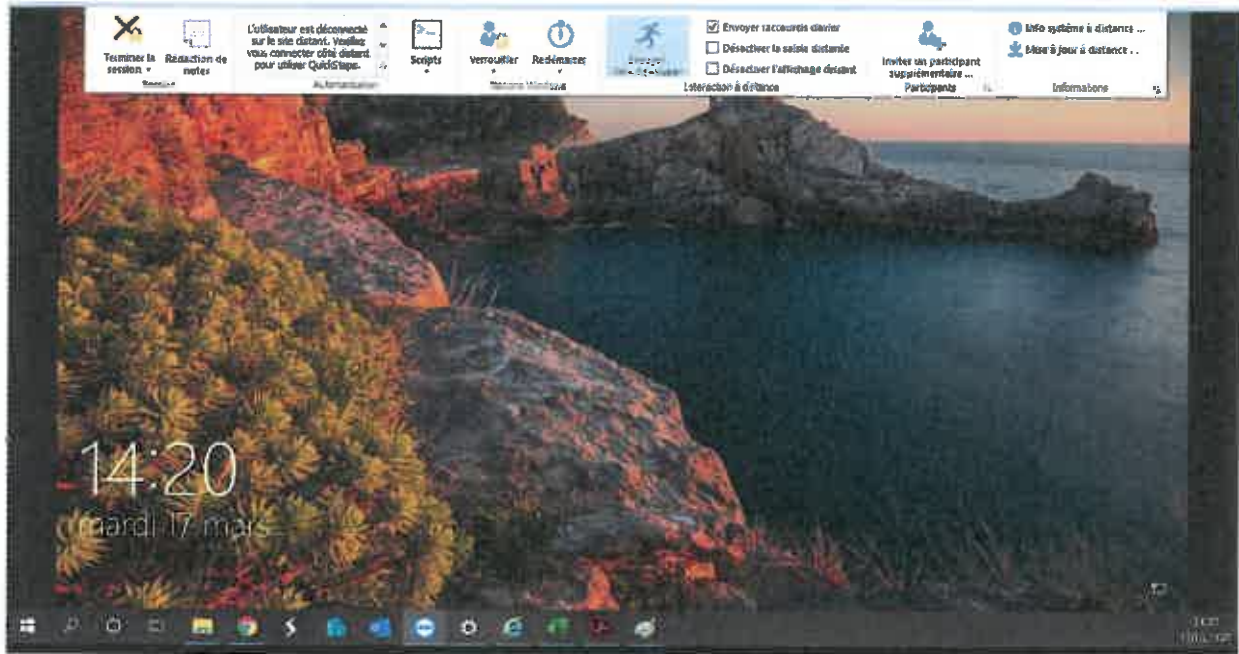 Terminer la
session
Rédaction de
notes
L'utilisateur est déconnecté
sur le site distant. Veuillez
vous connecter côté distant
pour utiliser QuickSteps.
Scripts
Verrouiller
Redémarrer
Envoyer
Envoyer raccourcis clavier
Désactiver la saisie distante
Désactiver l'affichage distant
Inviter un participant
supplémentaire ...
Info système à distance ...
Mise à jour à distance ...
Session
Automatisation
Interaction à distance
Participants
Informations
14:20
mardi 17 mars